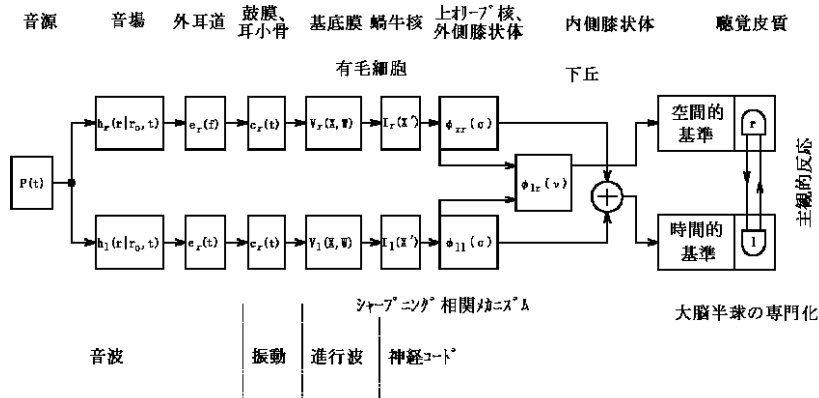 音源
音場
外耳道
鼓膜、
耳小骨
基底膜
蝸牛核
上オリーブ核、
外側膝状体
内側膝状体
聴覚皮質
有毛細胞
下丘
P(t)
h_r(r|r_0,t)
e_r(f)
c_r(t)
V_r(X,W)
I_r(X')
φ_rr(σ)
空間的
基準
r
φ_lr(ν)
主観的反応
h_l(r|r_0,t)
e_r(t)
c_r(t)
V_l(X,W)
I_l(X')
φ_ll(σ)
時間的
基準
l
シャープニング 相関メカニズム
大脳半球の専門化
音波
振動
進行波
神経コード